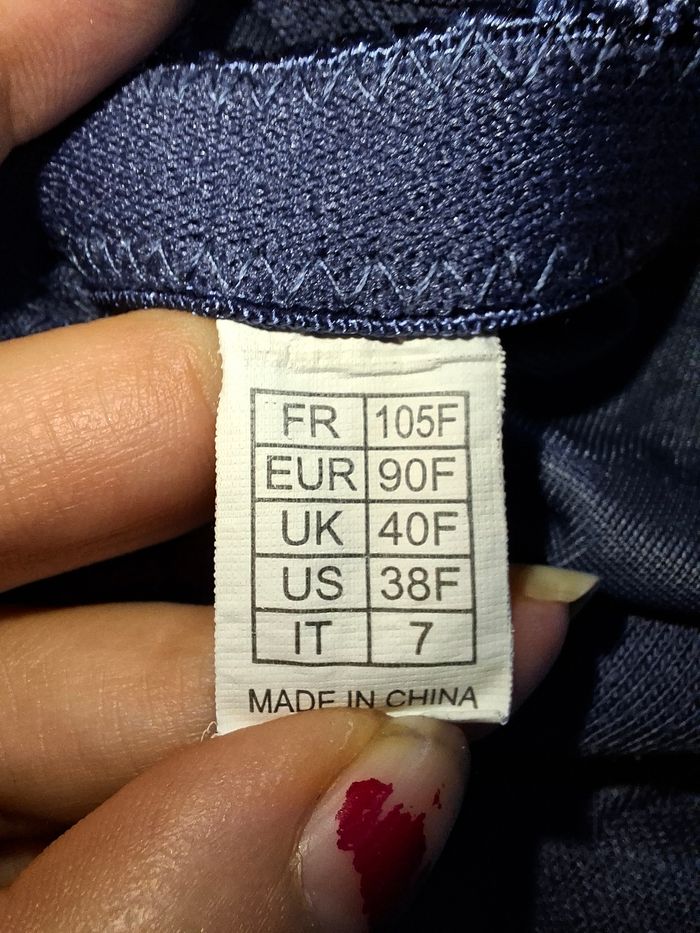 FR 105F
EUR 90F
UK 40F
US 38F
IT 7
MADE IN CHINA